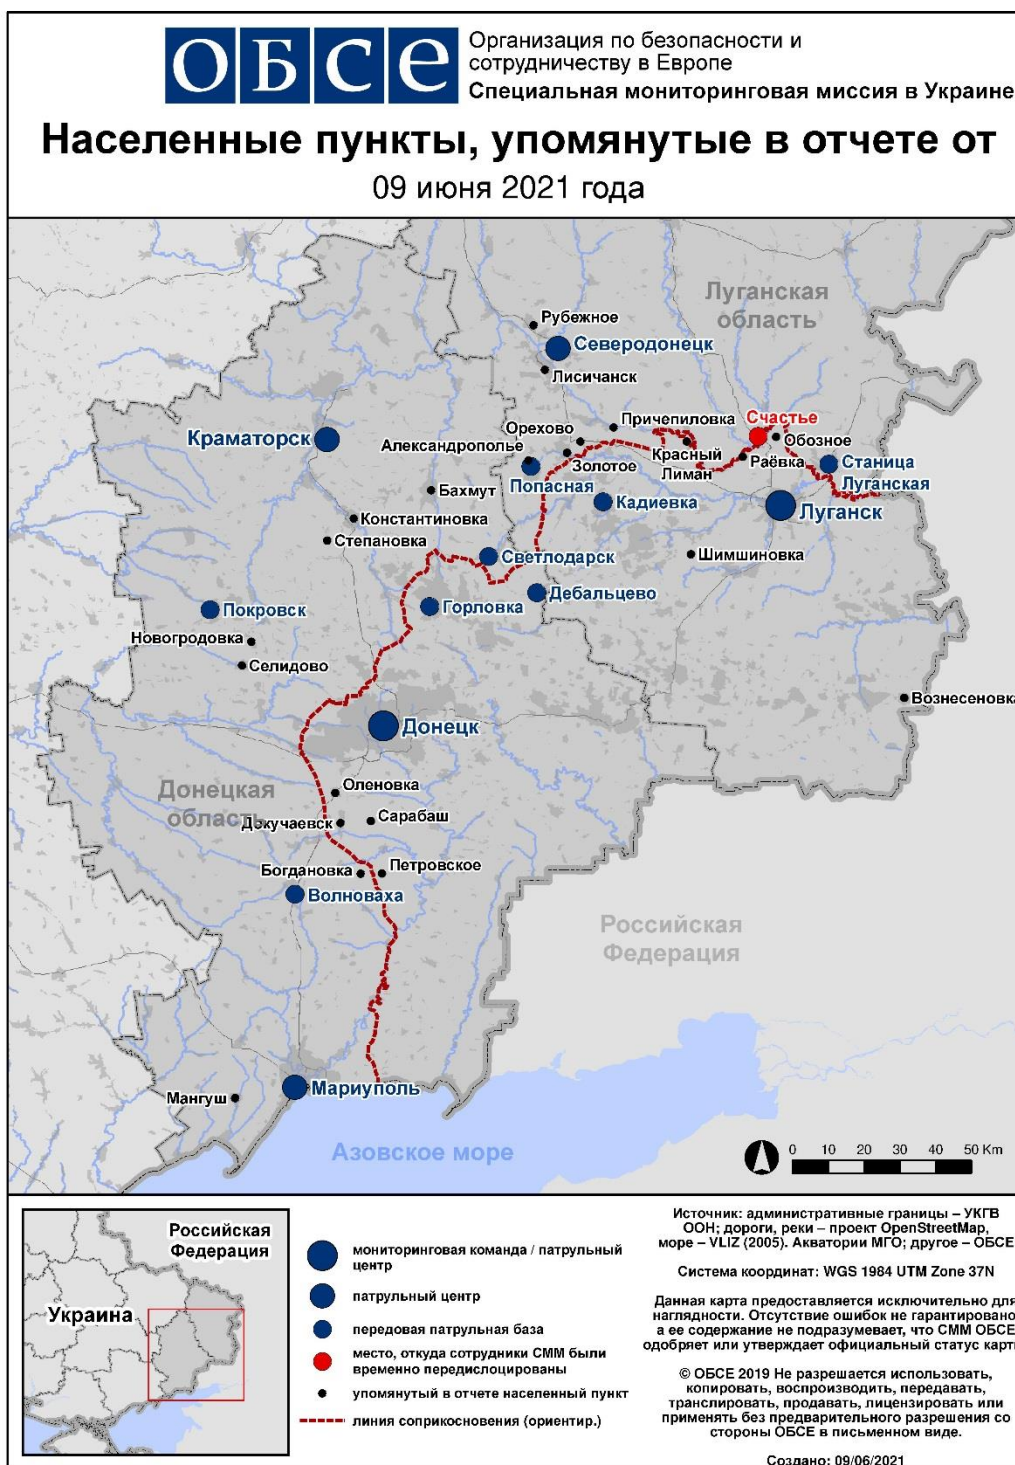 ОБСЕ
Организация по безопасности и
сотрудничеству в Европе
Специальная мониторинговая миссия в Украине
Населенные пункты, упомянутые в отчете от
09 июня 2021 года
Луганская
область
Рубежное
Северодонецк
Лисичанск
Причепиловка
Счастье
Краматорск
Орехово
Обозное
Александрополье
Золотое
Красный
Лиман
Раёвка
Станица
Луганская
Попасная
Бахмут
Кадиевка
Луганск
Константиновка
Степановка
Светлодарск
Шимшиновка
Дебальцево
Покровск
Горловка
Новогродовка
Селидово
Вознесеновка
Донецк
Оленовка
Донецкая
область
Докучаевск
Сарабаш
Богдановка
Петровское
Волноваха
Российская
Федерация
Мариуполь
Мангуш
Азовское море
0 10 20 30 40 50 Km
Российская
Федерация
Украина
мониторинговая команда / патрульный
центр
патрульный центр
передовая патрульная база
место, откуда сотрудники СММ были
временно передислоцированы
упомянутый в отчете населенный пункт
линия соприкосновения (ориентир.)
Источник: административные границы – УКГВ
ООН; дороги, реки – проект OpenStreetMap,
море – VLIZ (2005). Акватории МГО; другое – ОБСЕ
Система координат: WGS 1984 UTM Zone 37N
Данная карта предоставляется исключительно для
наглядности. Отсутствие ошибок не гарантировано
а ее содержание не подразумевает, что СММ ОБСЕ
одобряет или утверждает официальный статус карт
© ОБСЕ 2019 Не разрешается использовать,
копировать, воспроизводить, передавать,
транслировать, продавать, лицензировать или
применять без предварительного разрешения со
стороны ОБСЕ в письменном виде.
Создано: 09/06/2021